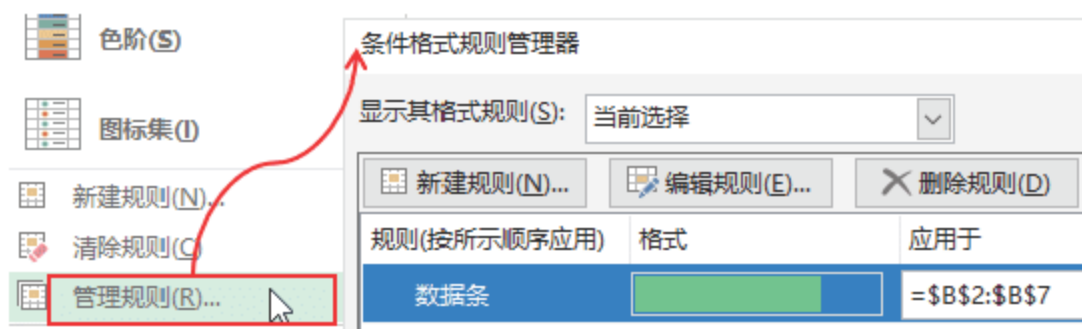 色阶(S)
图标集(I)
新建规则(N)...
清除规则(C)
管理规则(R)...
条件格式规则管理器
显示其格式规则(S): 当前选择
新建规则(N)... 编辑规则(E)... 删除规则(D)
规则(按所示顺序应用) 格式 应用于
数据条 =$B$2:$B$7